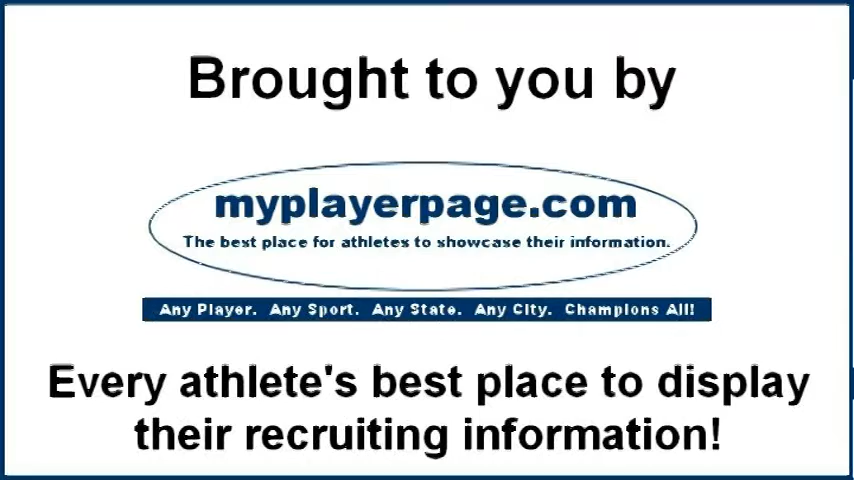 Brought to you by
myplayerpage.com
The best place for athletes to showcase their information.
Any Player. Any Sport. Any State. Any City. Champions All!
Every athlete's best place to display
their recruiting information!